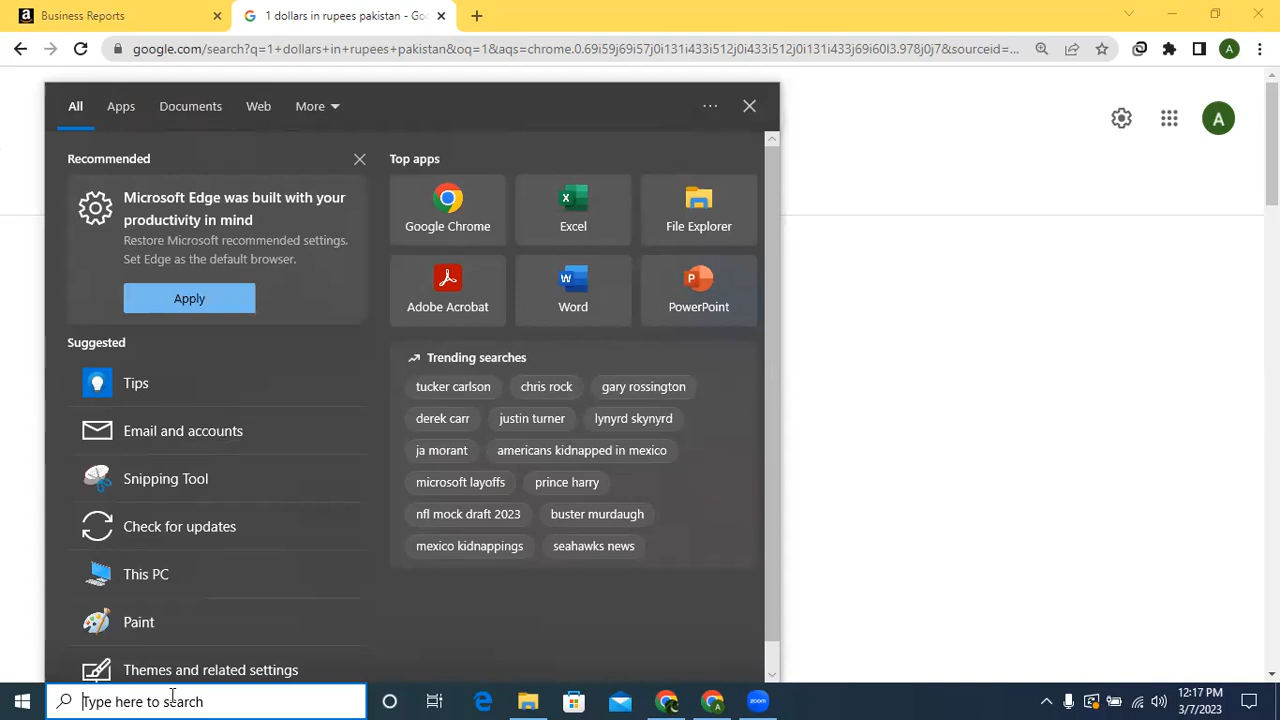 Business Reports
1 dollars in rupees pakistan - Goo
google.com/search?q=1+dollars+in+rupees+pakistan&oq=1&aqs=chrome.0.69i59j69i57j0i131i433i512j0i131i433j69i60l3.978j0j7&sourceid=...
A
All Apps Documents Web More
A
Recommended
Microsoft Edge was built with your
productivity in mind
Restore Microsoft recommended settings.
Set Edge as the default browser.
Apply
Suggested
Tips
Email and accounts
Snipping Tool
Check for updates
This PC
Paint
Themes and related settings
Top apps
Google Chrome Excel File Explorer
Adobe Acrobat Word PowerPoint
Trending searches
tucker carlson chris rock gary rossington
derek carr justin turner lynyrd skynyrd
ja morant americans kidnapped in mexico
microsoft layoffs prince harry
nfl mock draft 2023 buster murdaugh
mexico kidnappings seahawks news
Type here to search
zoom
12:17 PM
3/7/2023